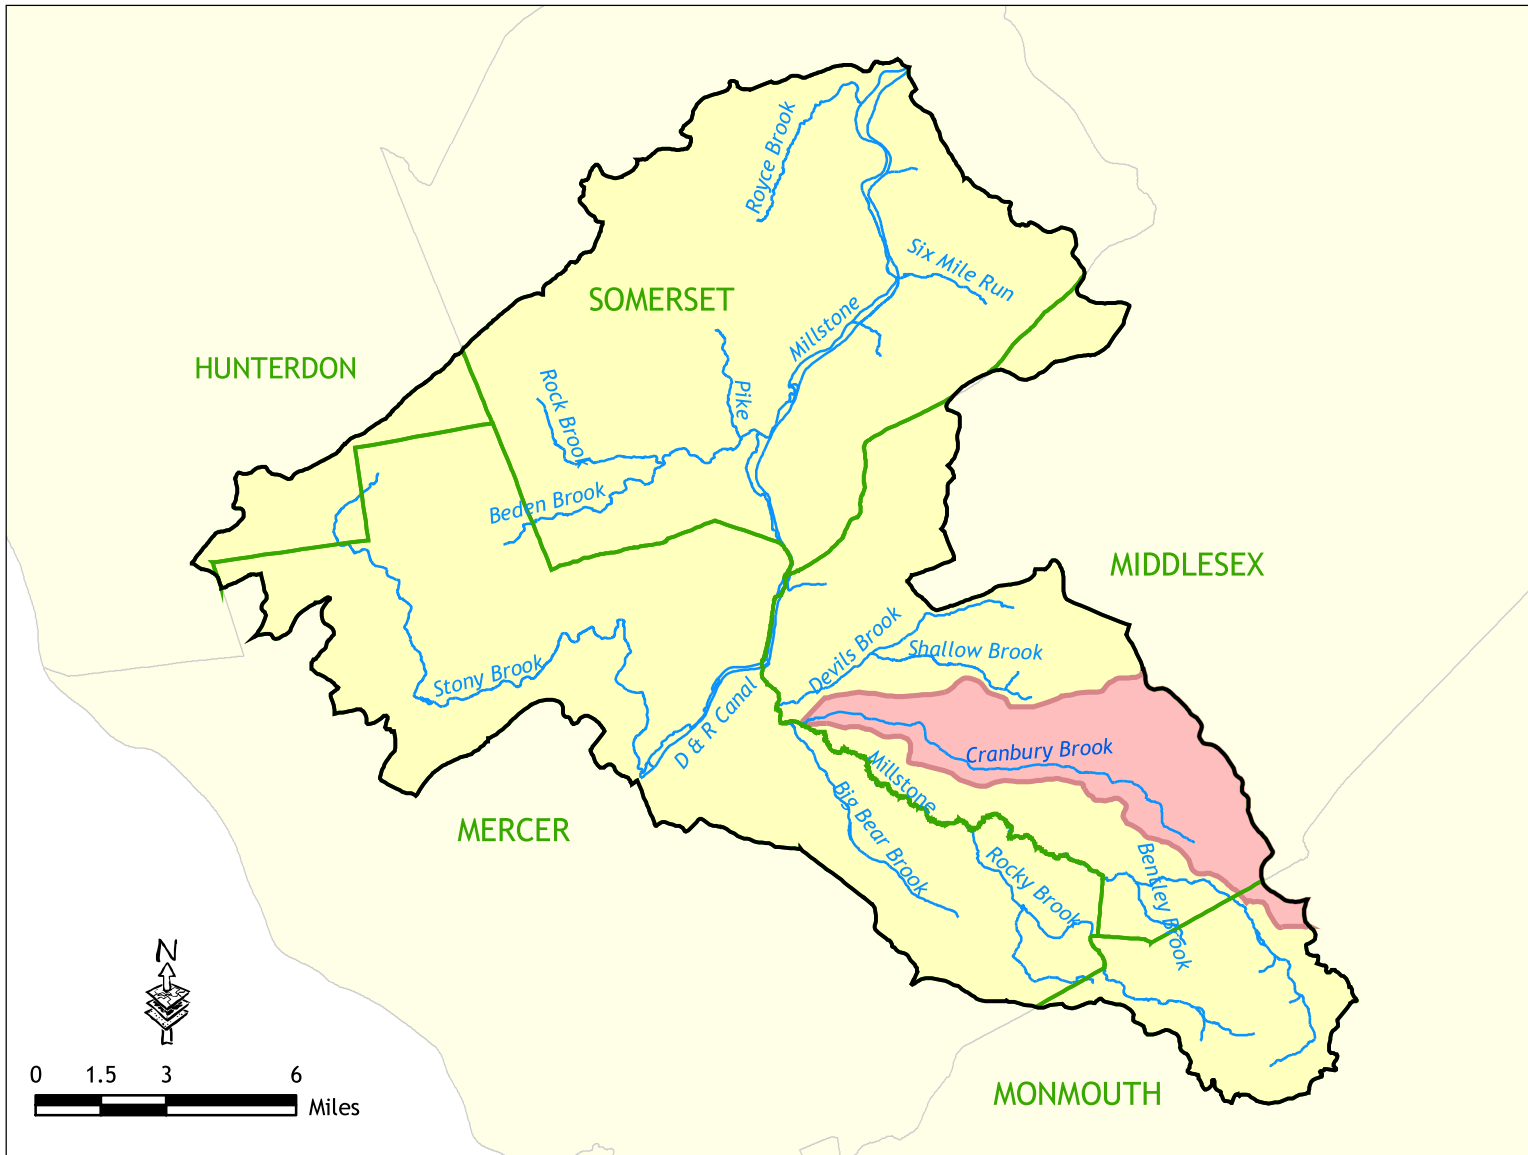 Royce Brook
Six Mile Run
SOMERSET
Millstone
HUNTERDON
Rock Brook
Pike
Beden Brook
MIDDLESEX
Devils Brook
Shallow Brook
Stony Brook
D & R Canal
Cranbury Brook
Millstone
Big Bear Brook
MERCER
Rocky Brook
Bentley Brook
N
0 1.5 3 6
Miles
MONMOUTH